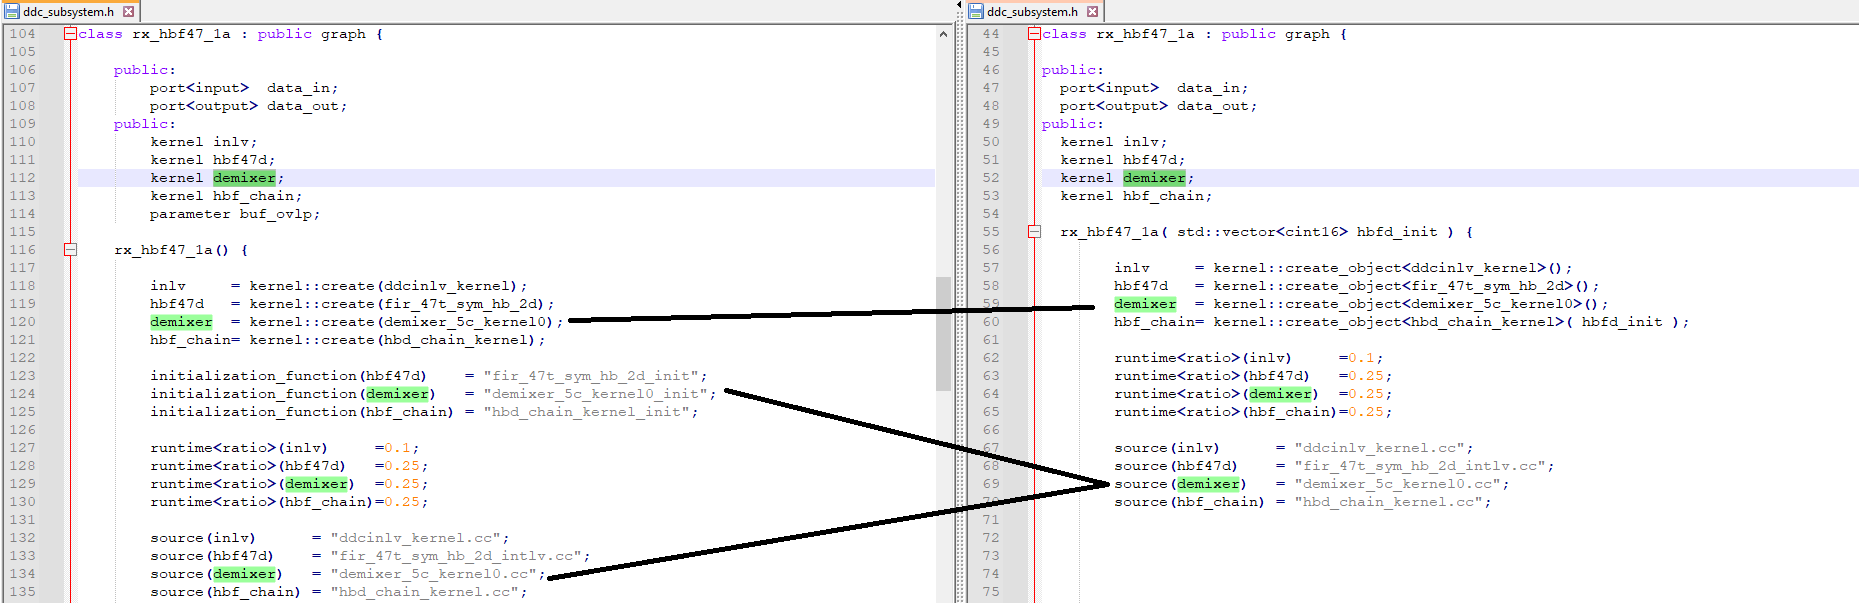 ddc_subsystem.h
104 class rx_hbf47_1a : public graph {
105
106 public:
107 port<input>  data_in;
108 port<output> data_out;
109 public:
110 kernel inlv;
111 kernel hbf47d;
112 kernel demixer;
113 kernel hbf_chain;
114 parameter buf_ovlp;
115
116 rx_hbf47_1a() {
117
118 inlv     = kernel::create(ddcinlv_kernel);
119 hbf47d   = kernel::create(fir_47t_sym_hb_2d);
120 demixer  = kernel::create(demixer_5c_kernel0);
121 hbf_chain= kernel::create(hbd_chain_kernel);
122
123 initialization_function(hbf47d)    = "fir_47t_sym_hb_2d_init";
124 initialization_function(demixer)   = "demixer_5c_kernel0_init";
125 initialization_function(hbf_chain) = "hbd_chain_kernel_init";
126
127 runtime<ratio>(inlv)     =0.1;
128 runtime<ratio>(hbf47d)   =0.25;
129 runtime<ratio>(demixer)  =0.25;
130 runtime<ratio>(hbf_chain)=0.25;
131
132 source(inlv)      = "ddcinlv_kernel.cc";
133 source(hbf47d)    = "fir_47t_sym_hb_2d_intlv.cc";
134 source(demixer)   = "demixer_5c_kernel0.cc";
135 source(hbf_chain) = "hbd_chain_kernel.cc";
ddc_subsystem.h
44 class rx_hbf47_1a : public graph {
45
46 public:
47 port<input>  data_in;
48 port<output> data_out;
49 public:
50 kernel inlv;
51 kernel hbf47d;
52 kernel demixer;
53 kernel hbf_chain;
54
55 rx_hbf47_1a( std::vector<cint16> hbfd_init ) {
56
57 inlv     = kernel::create_object<ddcinlv_kernel>();
58 hbf47d   = kernel::create_object<fir_47t_sym_hb_2d>();
59 demixer  = kernel::create_object<demixer_5c_kernel0>();
60 hbf_chain= kernel::create_object<hbd_chain_kernel>( hbfd_init );
61
62 runtime<ratio>(inlv)     =0.1;
63 runtime<ratio>(hbf47d)   =0.25;
64 runtime<ratio>(demixer)  =0.25;
65 runtime<ratio>(hbf_chain)=0.25;
66
67 source(inlv)      = "ddcinlv_kernel.cc";
68 source(hbf47d)    = "fir_47t_sym_hb_2d_intlv.cc";
69 source(demixer)   = "demixer_5c_kernel0.cc";
70 source(hbf_chain) = "hbd_chain_kernel.cc";
71
72
73
74
75